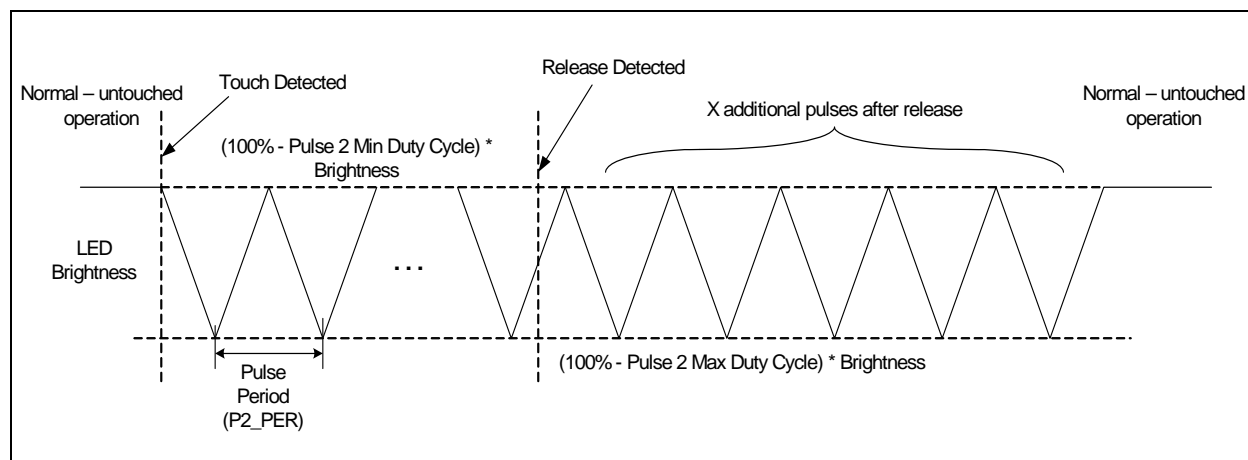 Normal – untouched
operation
Touch Detected
(100% - Pulse 2 Min Duty Cycle) *
Brightness
Release Detected
X additional pulses after release
Normal – untouched
operation
LED
Brightness
...
Pulse
Period
(P2_PER)
(100% - Pulse 2 Max Duty Cycle) * Brightness